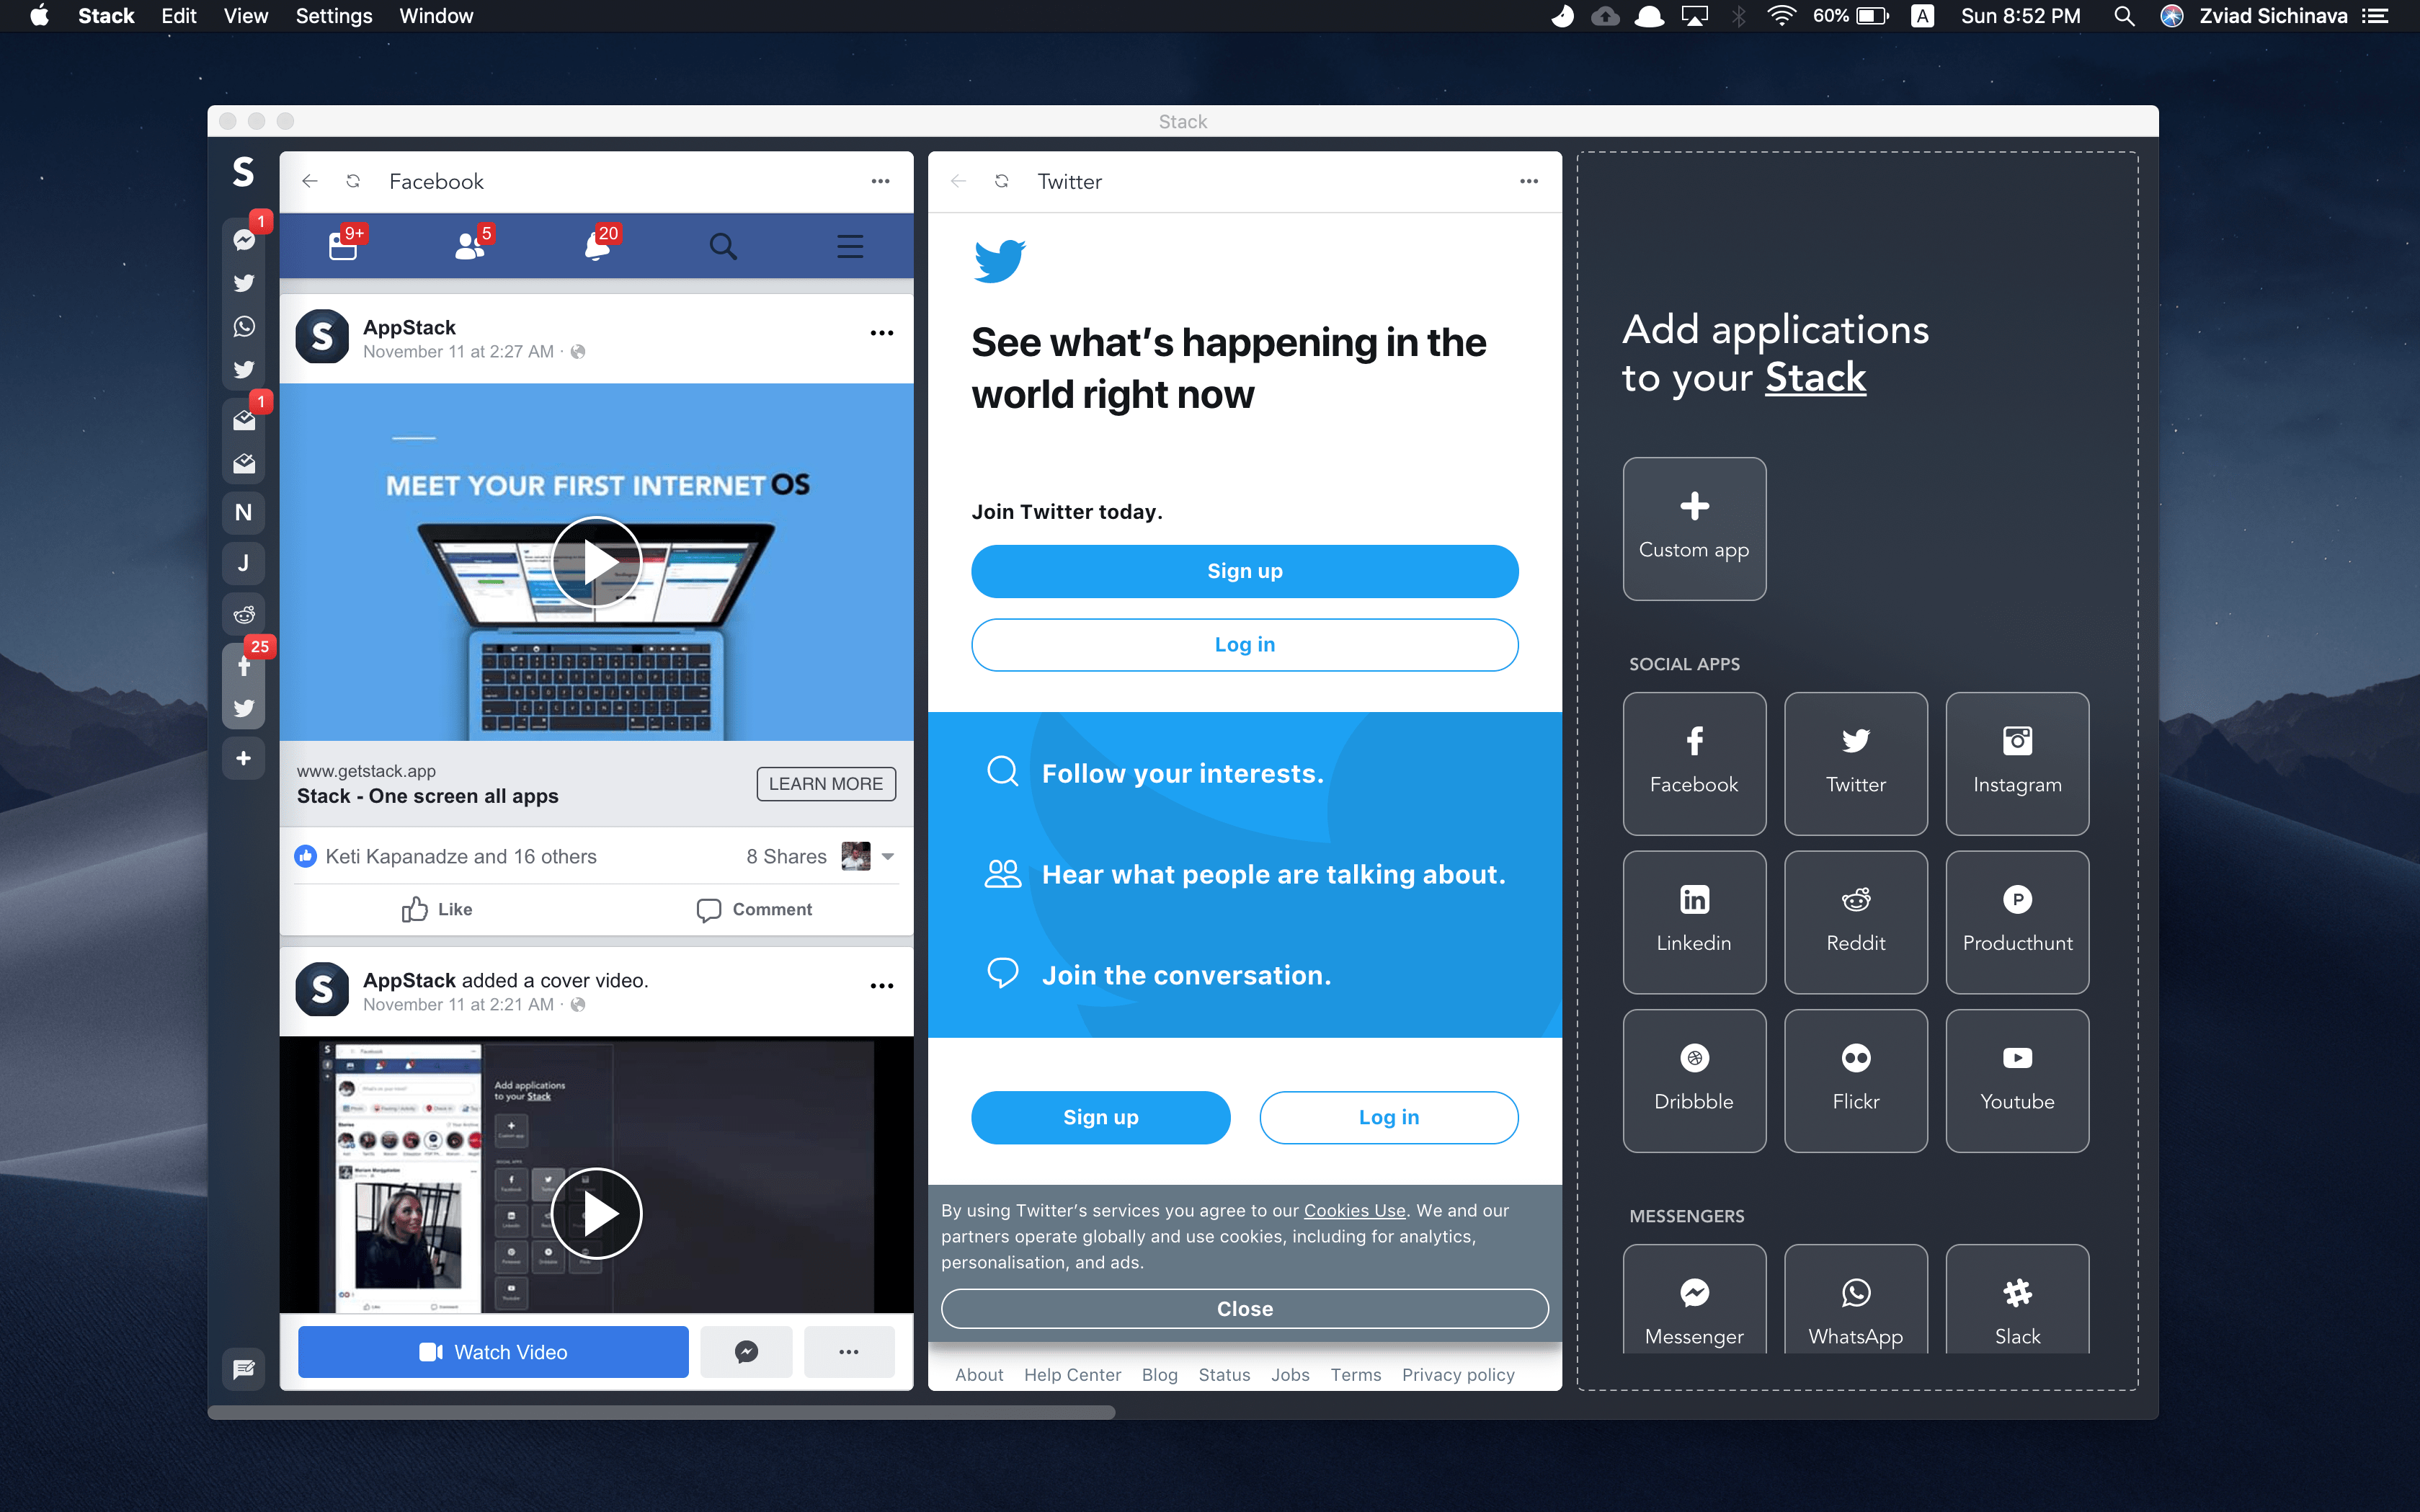 Stack Edit View Settings Window
60% A Sun 8:52 PM Zviad Sichinava
Stack
S
1
1
N
J
25
Facebook
9+ 5 20
S AppStack
November 11 at 2:27 AM ·
MEET YOUR FIRST INTERNET OS
www.getstack.app
Stack - One screen all apps
LEARN MORE
Keti Kapanadze and 16 others 8 Shares
Like Comment
S AppStack added a cover video.
November 11 at 2:21 AM ·
S Facebook
Add applications
to your Stack
Watch Video
Twitter
See what's happening in the
world right now
Join Twitter today.
Sign up
Log in
Follow your interests.
Hear what people are talking about.
Join the conversation.
Sign up Log in
By using Twitter's services you agree to our Cookies Use. We and our
partners operate globally and use cookies, including for analytics,
personalisation, and ads.
Close
About Help Center Blog Status Jobs Terms Privacy policy
Add applications
to your Stack
Custom app
SOCIAL APPS
Facebook Twitter Instagram
Linkedin Reddit Producthunt
Dribbble Flickr Youtube
MESSENGERS
Messenger WhatsApp Slack